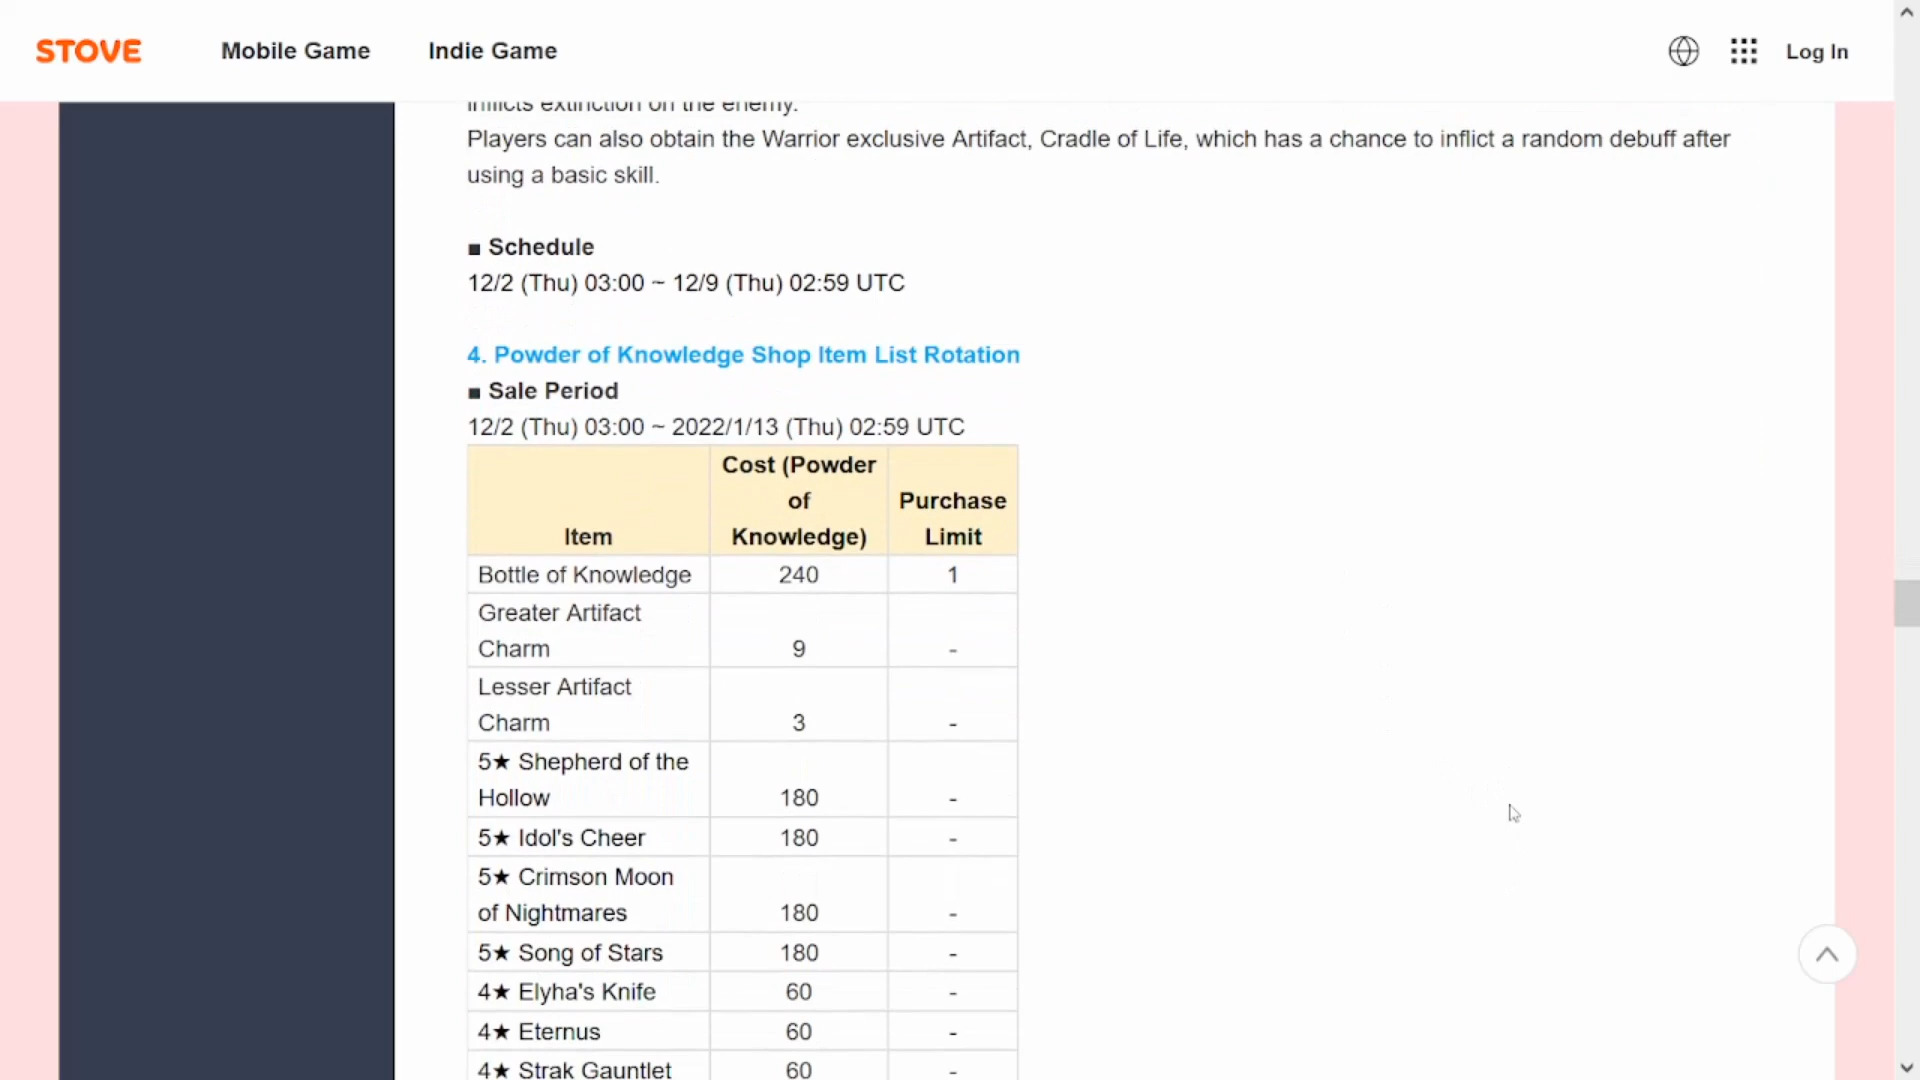 STOVE
Mobile Game
Indie Game
Log In
inflicts extinction on the enemy.
Players can also obtain the Warrior exclusive Artifact, Cradle of Life, which has a chance to inflict a random debuff after
using a basic skill.
■ Schedule
12/2 (Thu) 03:00 ~ 12/9 (Thu) 02:59 UTC
4. Powder of Knowledge Shop Item List Rotation
■ Sale Period
12/2 (Thu) 03:00 ~ 2022/1/13 (Thu) 02:59 UTC
Item
Cost (Powder
of
Knowledge)
Purchase
Limit
Bottle of Knowledge 240 1
Greater Artifact
Charm 9 -
Lesser Artifact
Charm 3 -
5★ Shepherd of the
Hollow 180 -
5★ Idol's Cheer 180 -
5★ Crimson Moon
of Nightmares 180 -
5★ Song of Stars 180 -
4★ Elyha's Knife 60 -
4★ Eternus 60 -
4★ Strak Gauntlet 60 -